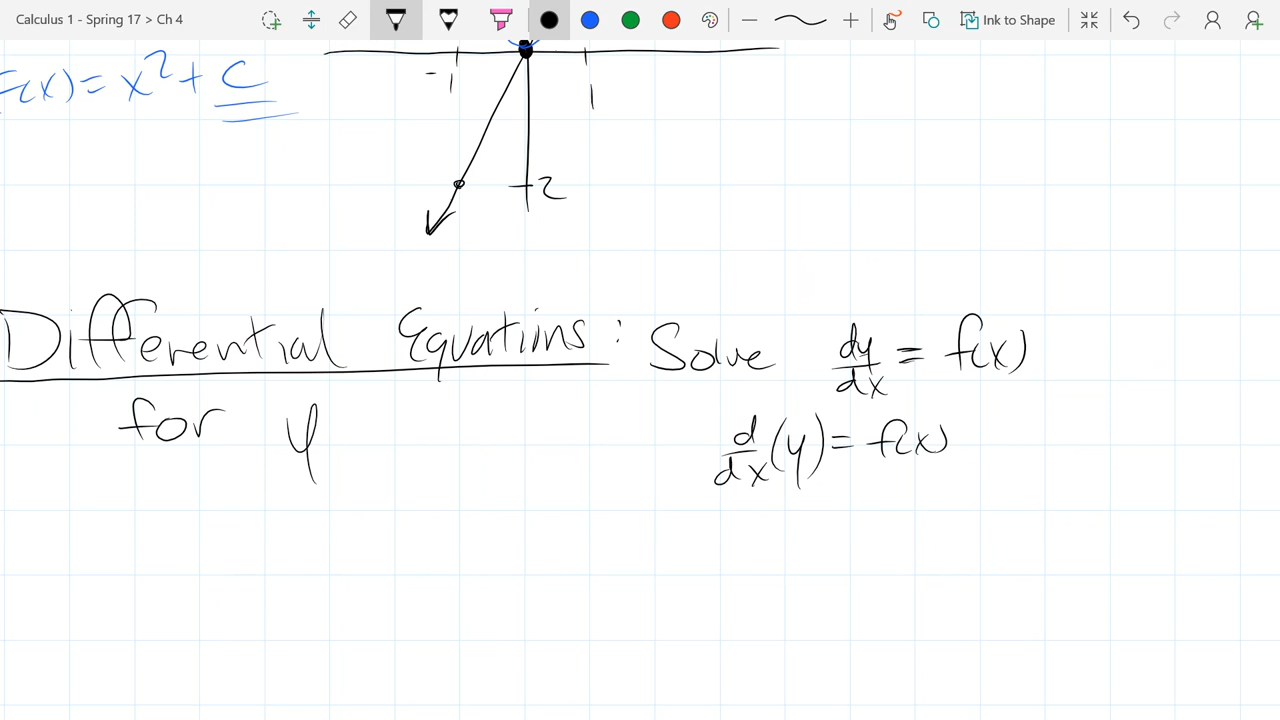 Calculus 1 - Spring 17 > Ch 4
Ink to Shape
F(x) = x² + C
-1
1
2
Differential Equations: Solve dy/dx = f(x)
for y
d/dx (y) = f(x)